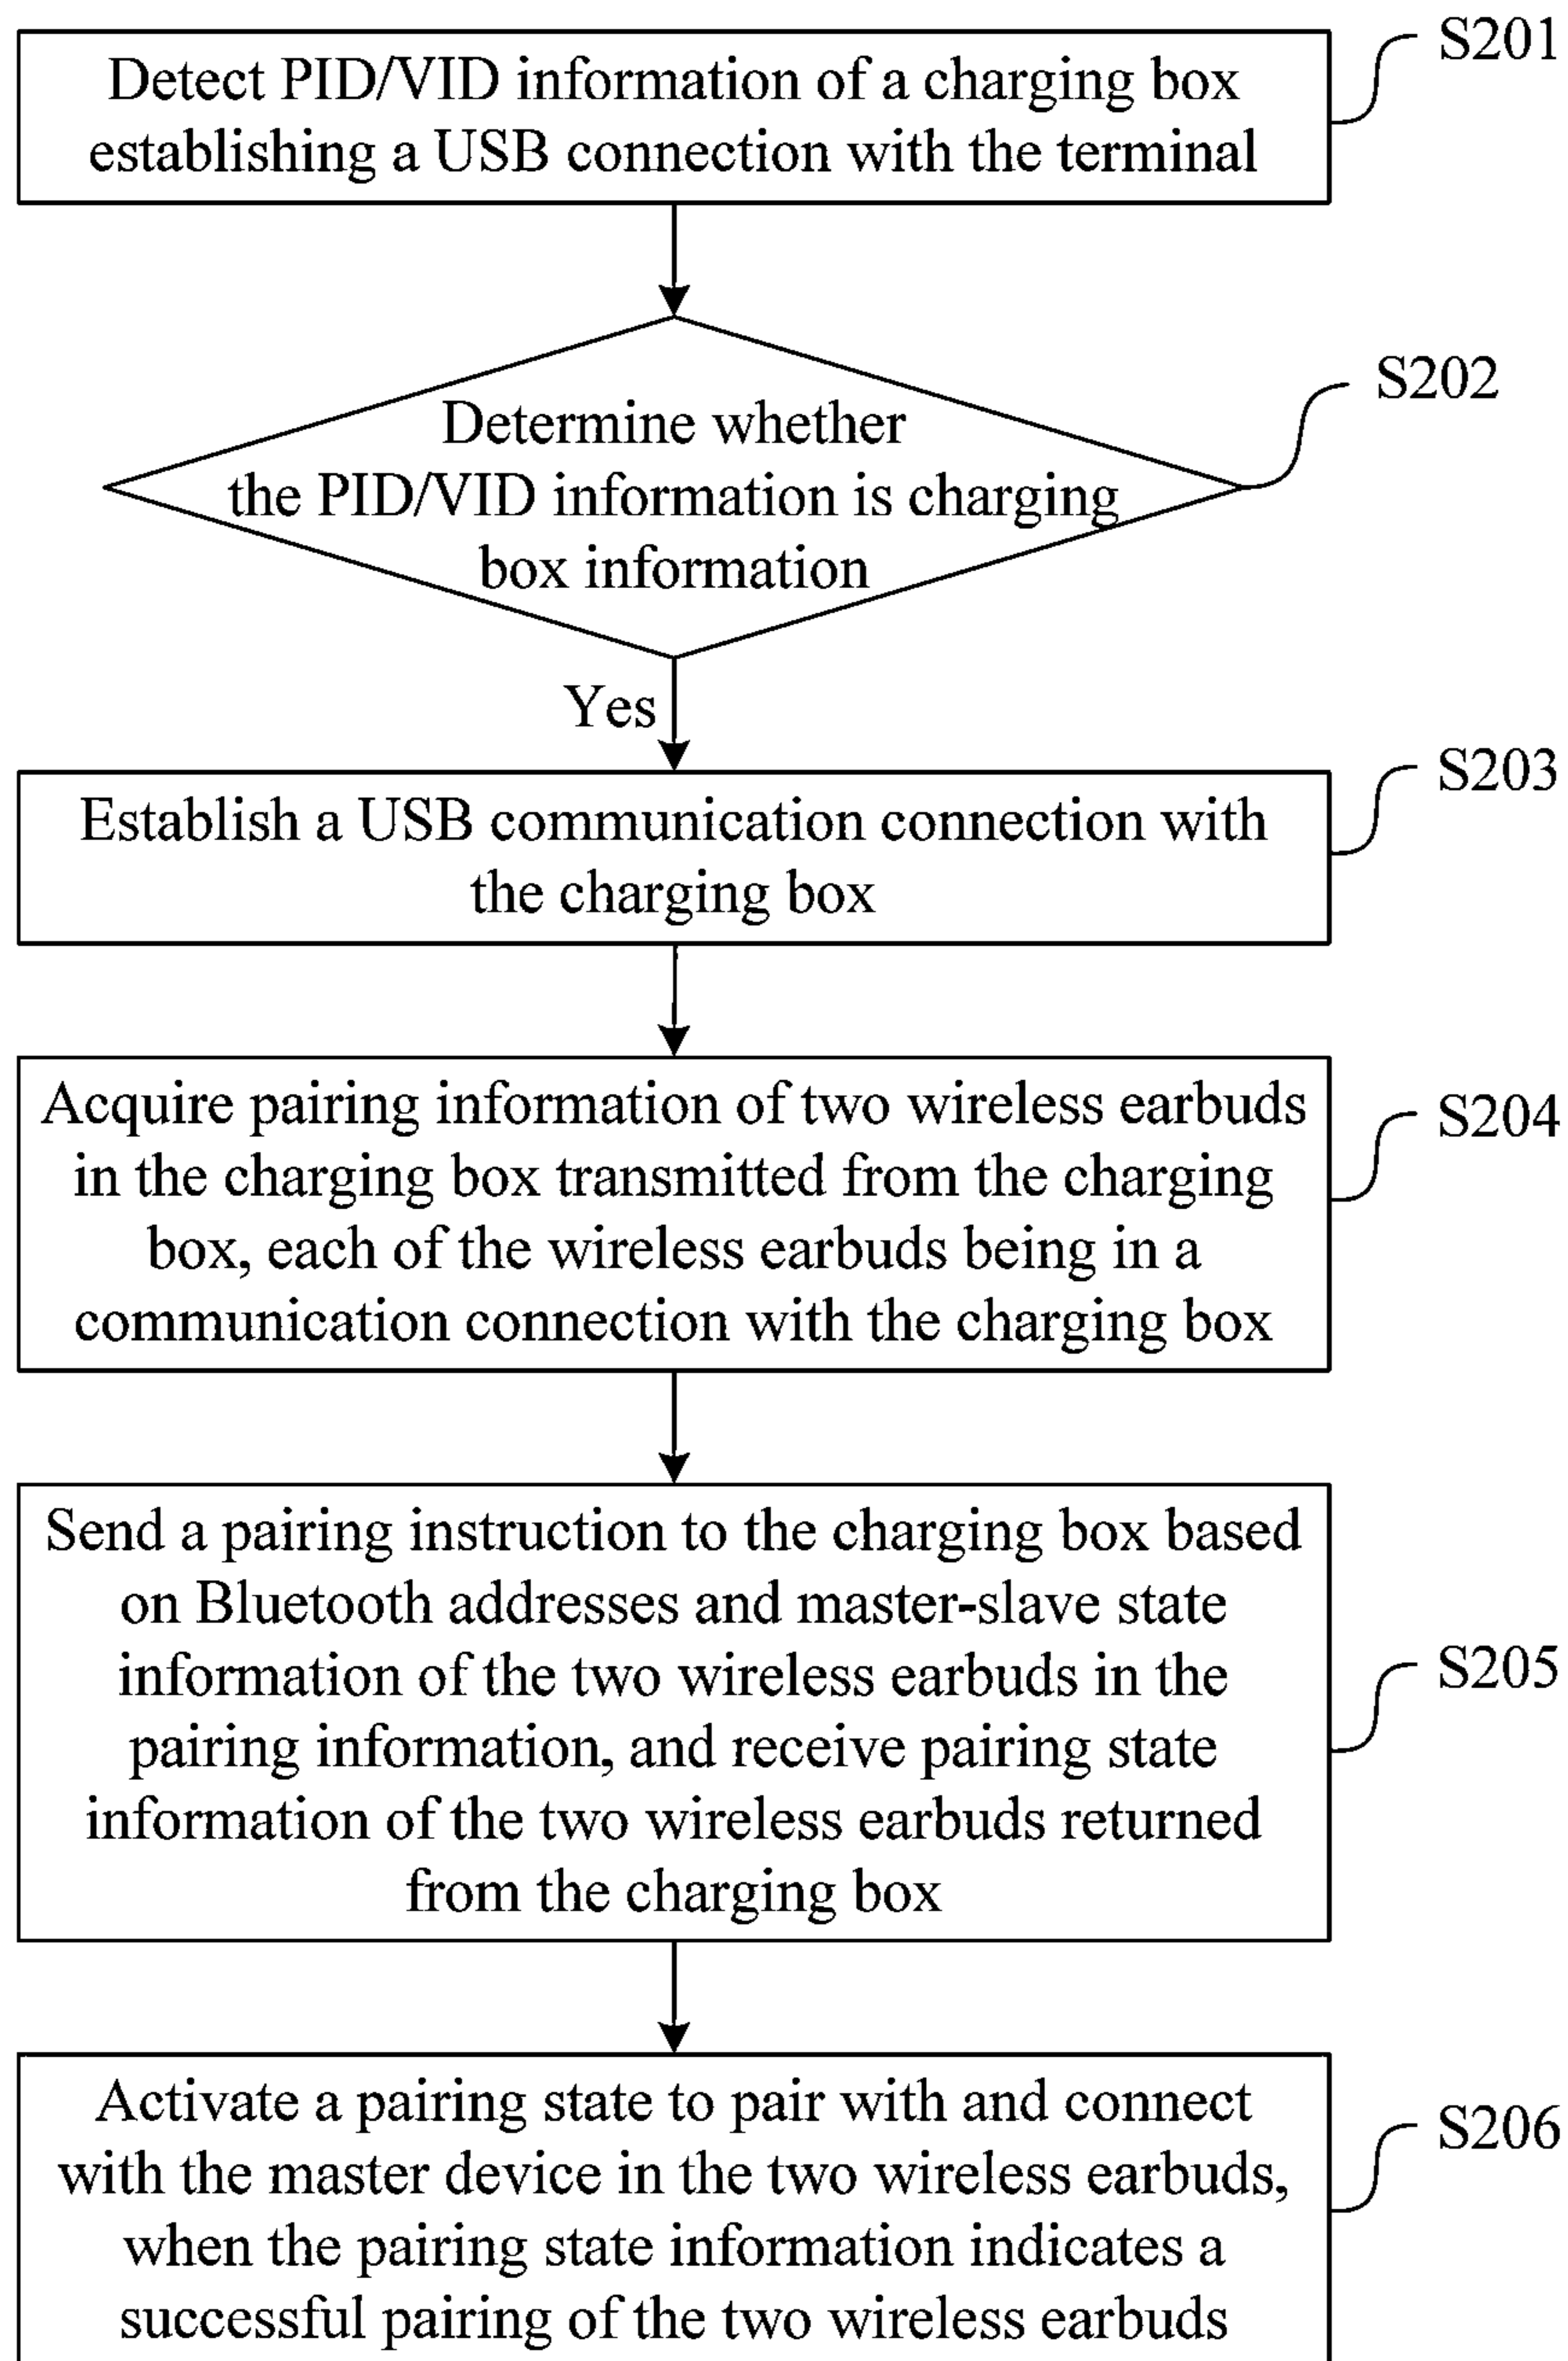 Detect PID/VID information of a charging box
establishing a USB connection with the terminal
S201
Determine whether
the PID/VID information is charging
box information
S202
Yes
Establish a USB communication connection with
the charging box
S203
Acquire pairing information of two wireless earbuds
in the charging box transmitted from the charging
box, each of the wireless earbuds being in a
communication connection with the charging box
S204
Send a pairing instruction to the charging box based
on Bluetooth addresses and master-slave state
information of the two wireless earbuds in the
pairing information, and receive pairing state
information of the two wireless earbuds returned
from the charging box
S205
Activate a pairing state to pair with and connect
with the master device in the two wireless earbuds,
when the pairing state information indicates a
successful pairing of the two wireless earbuds
S206